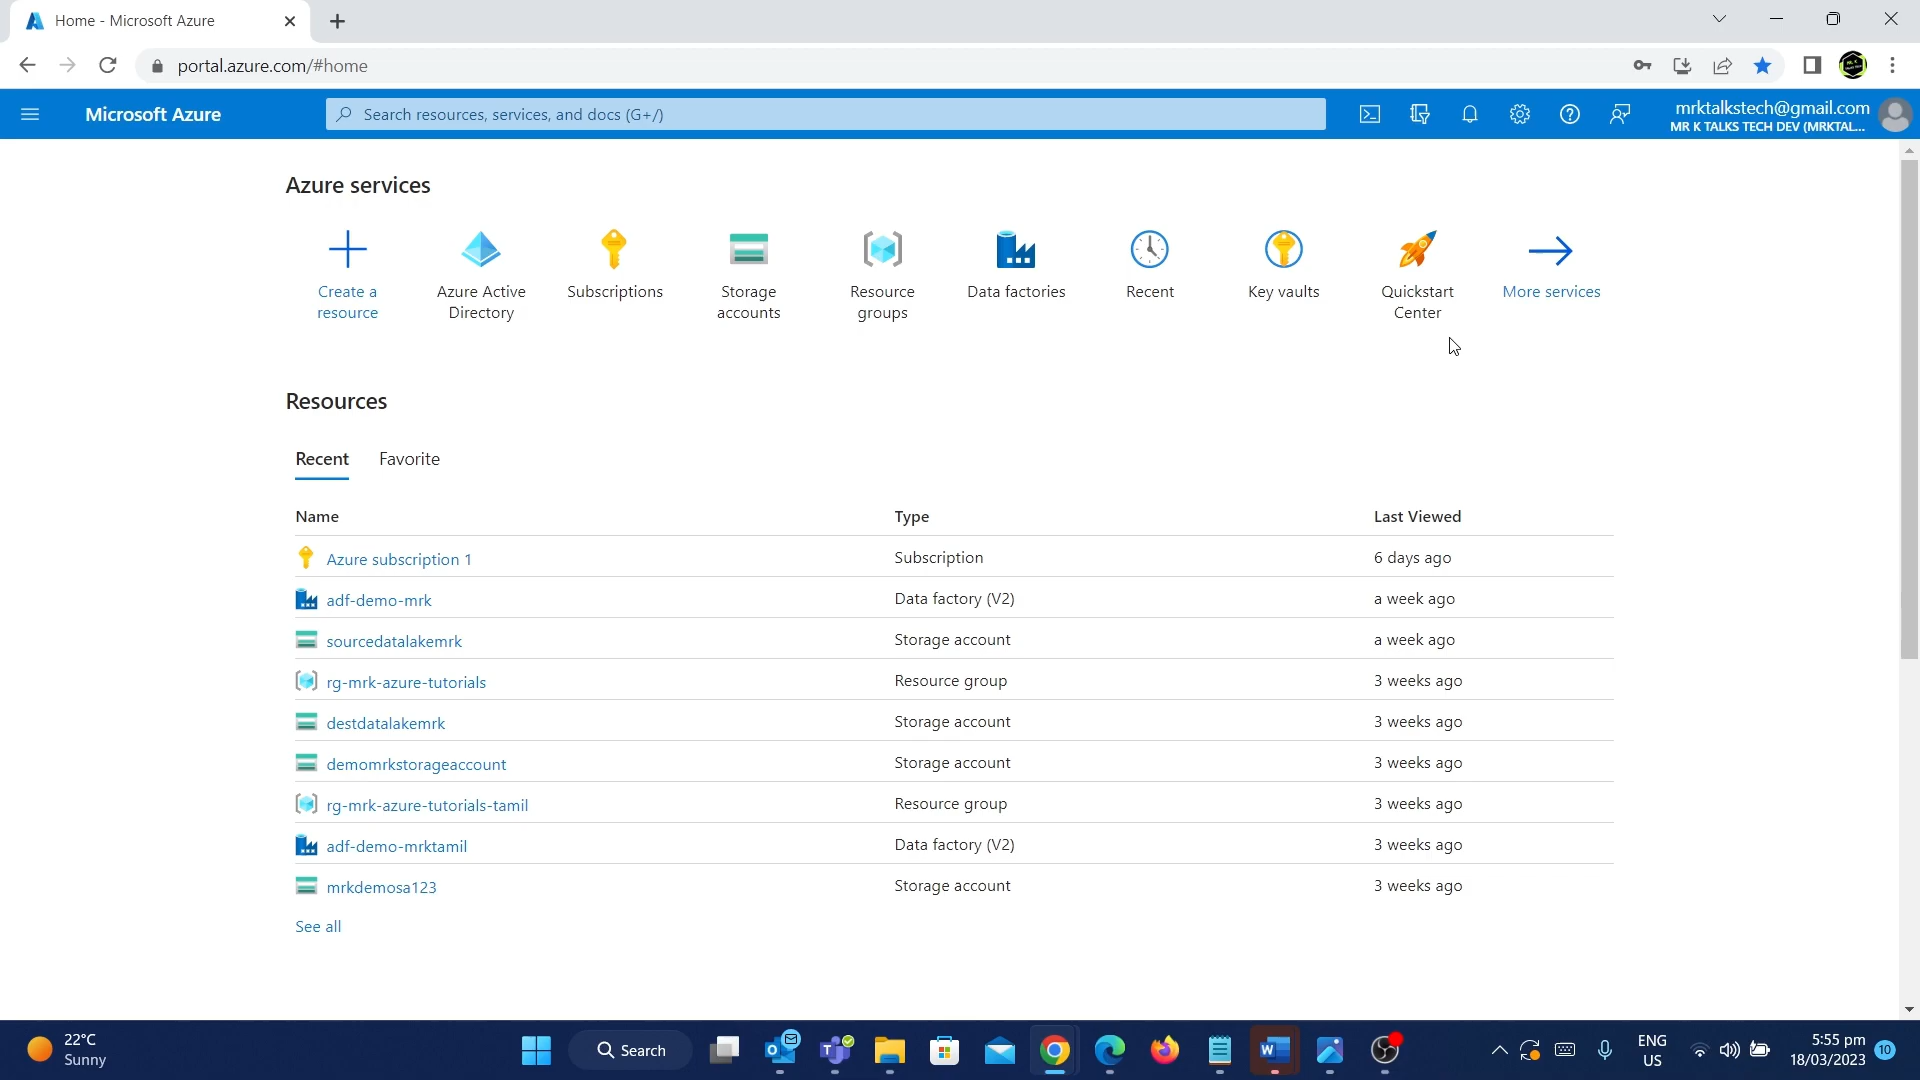 Home - Microsoft Azure
portal.azure.com/#home
Microsoft Azure
Search resources, services, and docs (G+/)
mrktalkstech@gmail.com
MR K TALKS TECH DEV (MRKTAL...
Azure services
Create a resource
Azure Active Directory
Subscriptions
Storage accounts
Resource groups
Data factories
Recent
Key vaults
Quickstart Center
More services
Resources
Recent Favorite
Name Type Last Viewed
Azure subscription 1 Subscription 6 days ago
adf-demo-mrk Data factory (V2) a week ago
sourcedatalakemrk Storage account a week ago
rg-mrk-azure-tutorials Resource group 3 weeks ago
destdatalakemrk Storage account 3 weeks ago
demomrkstorageaccount Storage account 3 weeks ago
rg-mrk-azure-tutorials-tamil Resource group 3 weeks ago
adf-demo-mrktamil Data factory (V2) 3 weeks ago
mrkdemosa123 Storage account 3 weeks ago
See all
22°C
Sunny
Search
ENG
US
5:55 pm
18/03/2023
10